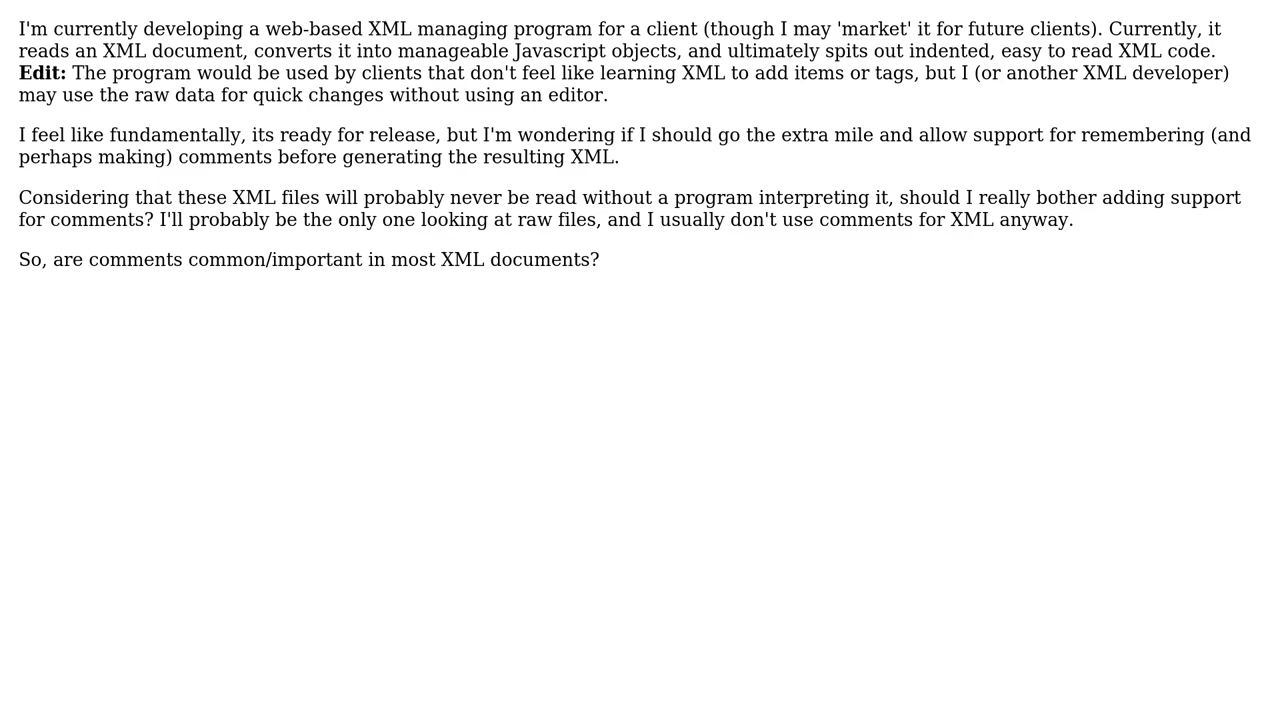 I'm currently developing a web-based XML managing program for a client (though I may 'market' it for future clients). Currently, it
reads an XML document, converts it into manageable Javascript objects, and ultimately spits out indented, easy to read XML code.
Edit: The program would be used by clients that don't feel like learning XML to add items or tags, but I (or another XML developer)
may use the raw data for quick changes without using an editor.
I feel like fundamentally, its ready for release, but I'm wondering if I should go the extra mile and allow support for remembering (and
perhaps making) comments before generating the resulting XML.
Considering that these XML files will probably never be read without a program interpreting it, should I really bother adding support
for comments? I'll probably be the only one looking at raw files, and I usually don't use comments for XML anyway.
So, are comments common/important in most XML documents?